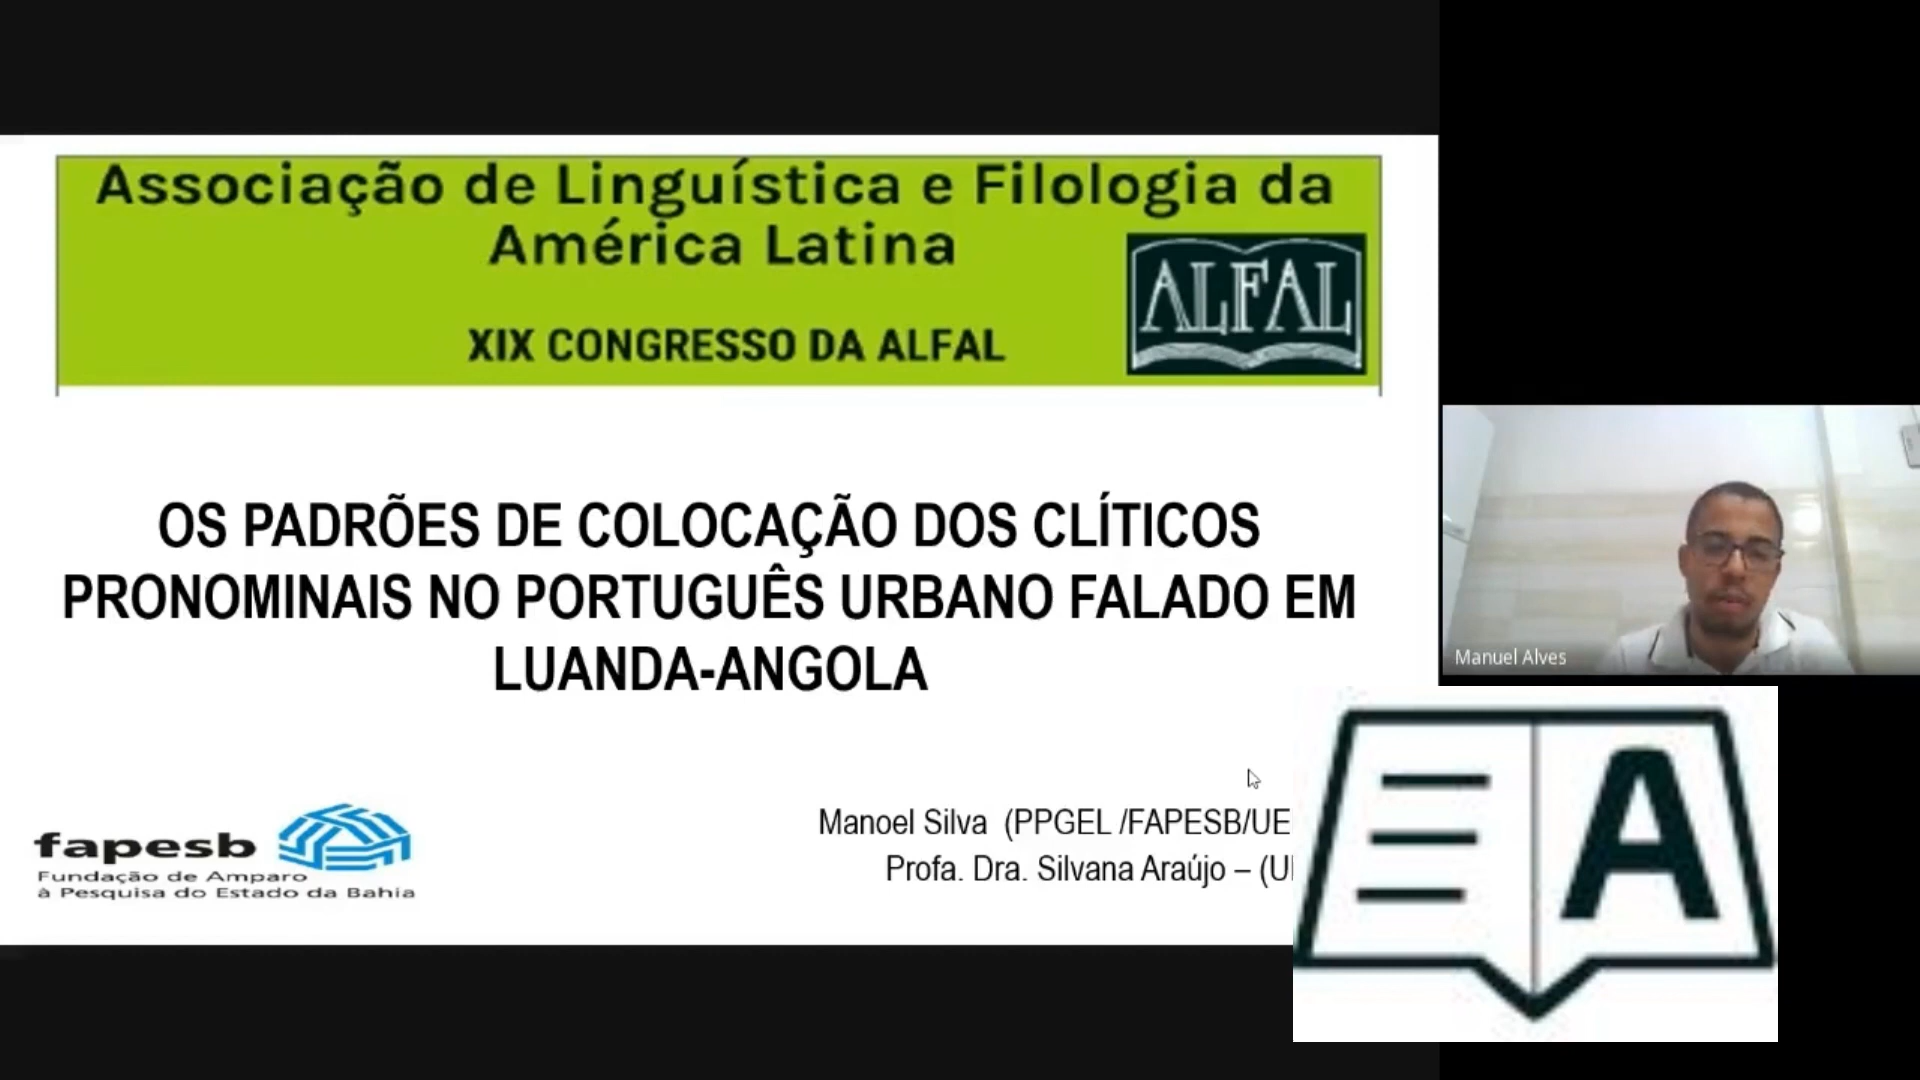 Associação de Linguística e Filologia da
América Latina
ALFAL
XIX CONGRESSO DA ALFAL
OS PADRÕES DE COLOCAÇÃO DOS CLÍTICOS
PRONOMINAIS NO PORTUGUÊS URBANO FALADO EM
LUANDA-ANGOLA
Manuel Alves
fapesb
Fundação de Amparo
à Pesquisa do Estado da Bahia
Manoel Silva (PPGEL /FAPESB/UE
Profa. Dra. Silvana Araújo – (U
A